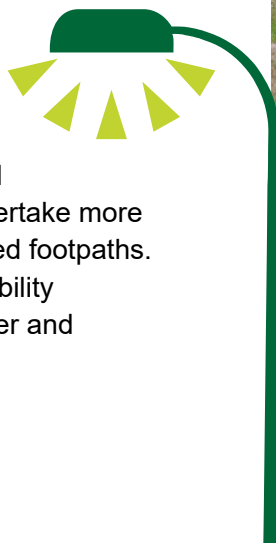 ertake more
ed footpaths.
bility
er and